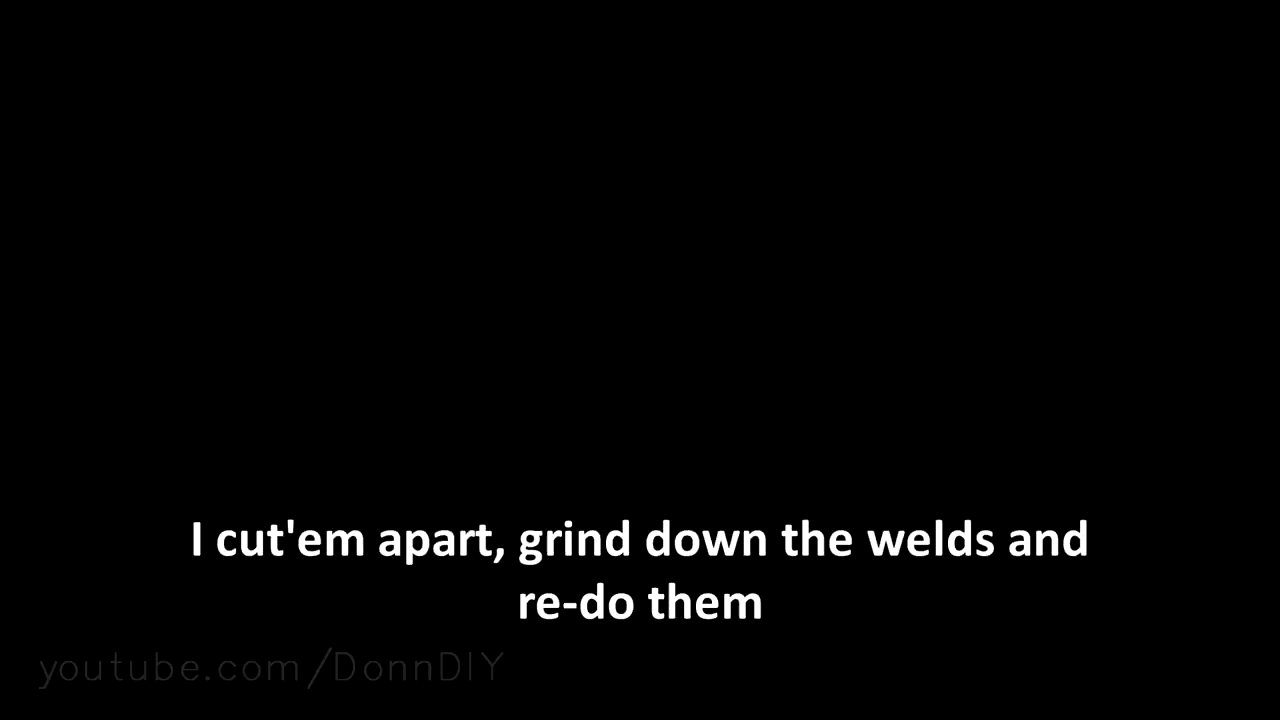 I cut'em apart, grind down the welds and
re-do them
youtube.com/DonnDIY